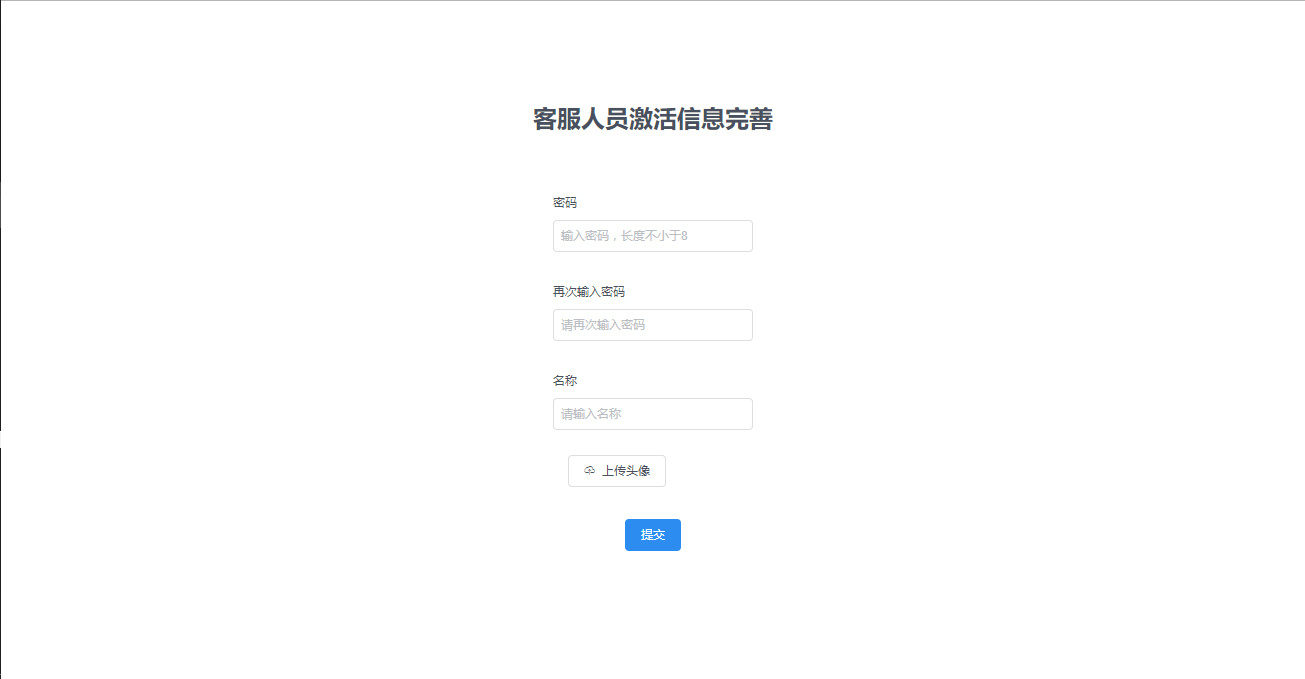 客服人员激活信息完善
密码
输入密码，长度不小于8
再次输入密码
请再次输入密码
名称
请输入名称
上传头像
提交